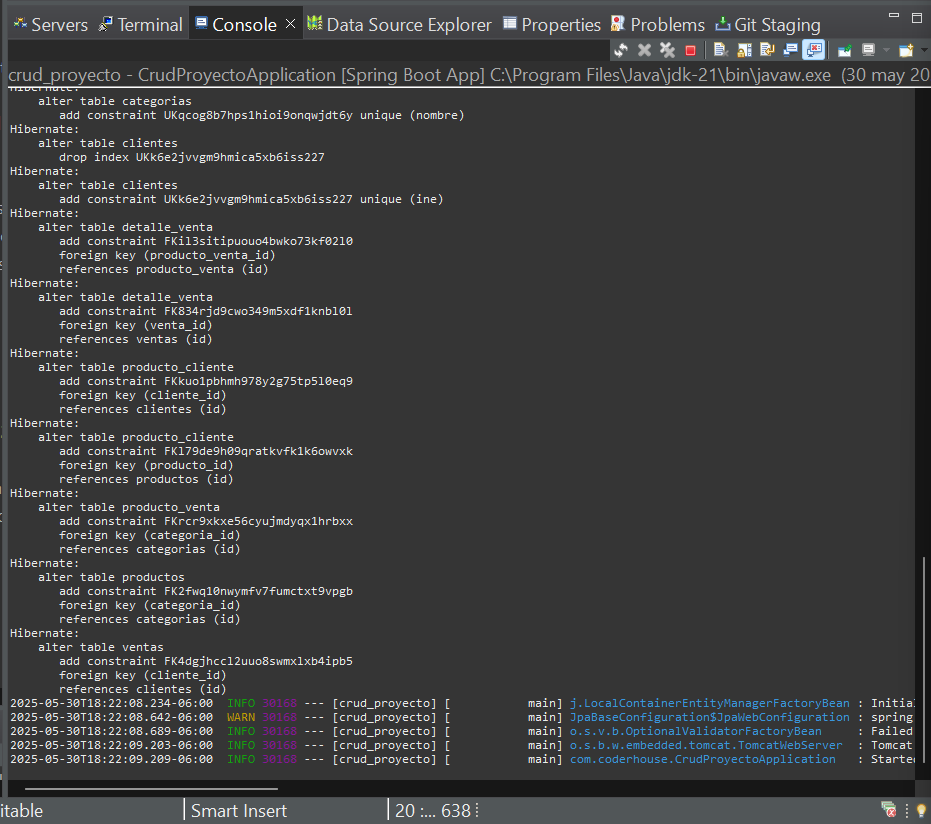 Servers Terminal Console Data Source Explorer Properties Problems Git Staging
crud_proyecto - CrudProyectoApplication [Spring Boot App] C:\Program Files\Java\jdk-21\bin\javaw.exe (30 may 20
Hibernate:
alter table categorias
add constraint UKqcog8b7hps1hioi9onqwjdt6y unique (nombre)
Hibernate:
alter table clientes
drop index UKk6e2jvvgm9hmica5xb6iss227
Hibernate:
alter table clientes
add constraint UKk6e2jvvgm9hmica5xb6iss227 unique (ine)
Hibernate:
alter table detalle_venta
add constraint FKil3sitipuouo4bwko73kf02l0
foreign key (producto_venta_id)
references producto_venta (id)
Hibernate:
alter table detalle_venta
add constraint FK834rjd9cwo349m5xdf1knbl0l
foreign key (venta_id)
references ventas (id)
Hibernate:
alter table producto_cliente
add constraint FKkuo1pbhmh978y2g75tp5l0eq9
foreign key (cliente_id)
references clientes (id)
Hibernate:
alter table producto_cliente
add constraint FKl79de9h09qratkvfk1k6owvxk
foreign key (producto_id)
references productos (id)
Hibernate:
alter table producto_venta
add constraint FKrcr9xkxe56cyujmdyqx1hrbxx
foreign key (categoria_id)
references categorias (id)
Hibernate:
alter table productos
add constraint FK2fwq10nwymfv7fumctxt9vpgb
foreign key (categoria_id)
references categorias (id)
Hibernate:
alter table ventas
add constraint FK4dgjhccl2uuo8swmxlxb4ipb5
foreign key (cliente_id)
references clientes (id)
2025-05-30T18:22:08.234-06:00 INFO 30168 --- [crud_proyecto] [ main] j.LocalContainerEntityManagerFactoryBean : Initial
2025-05-30T18:22:08.642-06:00 WARN 30168 --- [crud_proyecto] [ main] JpaBaseConfiguration$JpaWebConfiguration : spring
2025-05-30T18:22:08.689-06:00 INFO 30168 --- [crud_proyecto] [ main] o.s.v.b.OptionalValidatorFactoryBean : Failed
2025-05-30T18:22:09.203-06:00 INFO 30168 --- [crud_proyecto] [ main] o.s.b.w.embedded.tomcat.TomcatWebServer : Tomcat
2025-05-30T18:22:09.209-06:00 INFO 30168 --- [crud_proyecto] [ main] com.coderhouse.CrudProyectoApplication : Starte
itable Smart Insert 20 :... 638